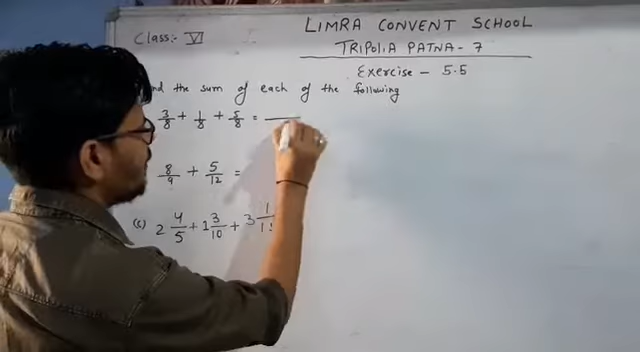 LIMRA CONVENT SCHOOL
Class:- VI
TRIPOLIA PATNA - 7
Exercise - 5.5
the sum of each of the following
3/8 + 1/8 + 5/8 =
8/9 + 5/12 =
2 4/5 + 1 3/10 + 3